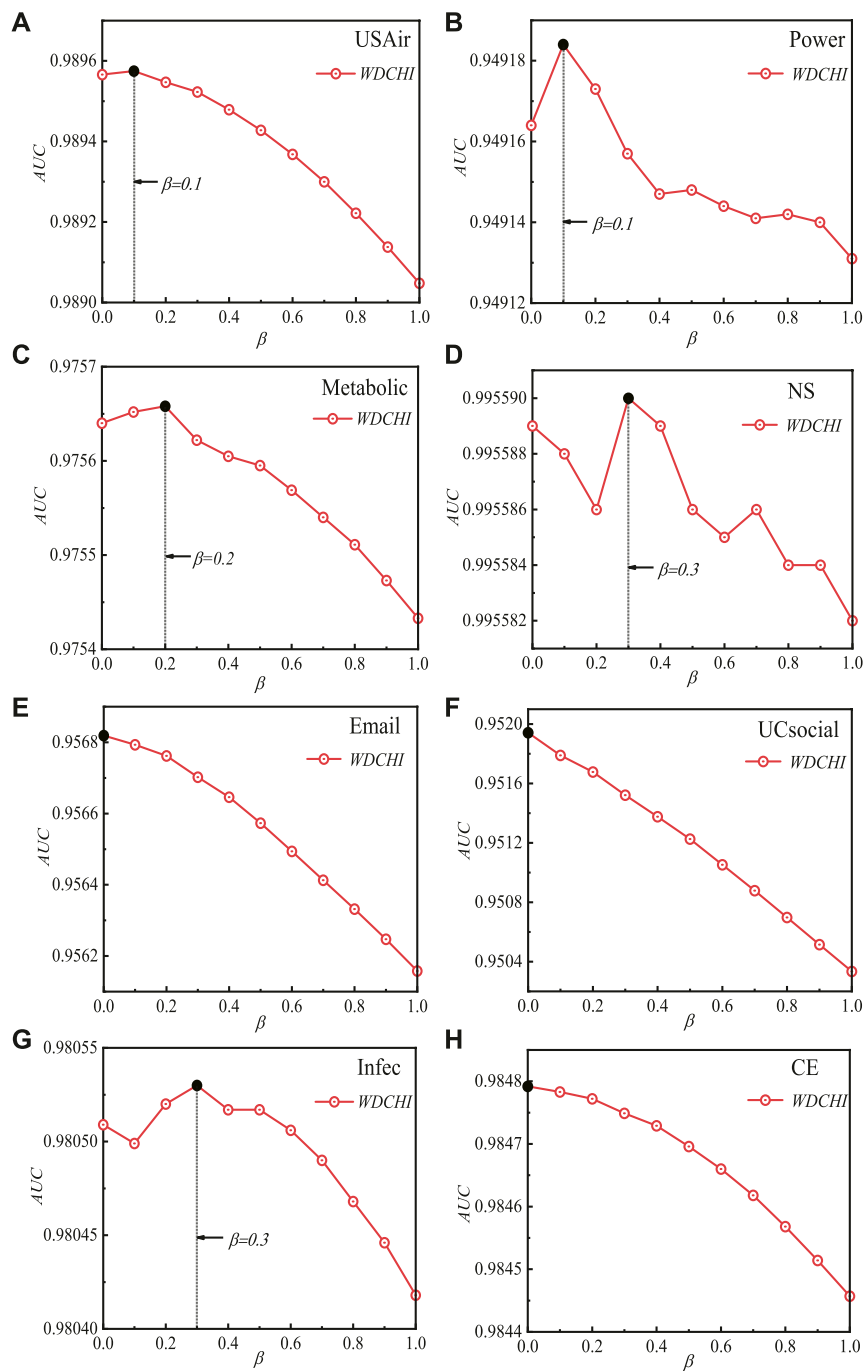 A
USAir
WDCHI
0.9896
0.9894
0.9892
0.9890
AUC
β=0.1
0.0 0.2 0.4 0.6 0.8 1.0
β
B
Power
WDCHI
0.94918
0.94916
0.94914
0.94912
AUC
β=0.1
0.0 0.2 0.4 0.6 0.8 1.0
β
C
Metabolic
WDCHI
0.9757
0.9756
0.9755
0.9754
AUC
β=0.2
0.0 0.2 0.4 0.6 0.8 1.0
β
D
NS
WDCHI
0.995590
0.995588
0.995586
0.995584
0.995582
AUC
β=0.3
0.0 0.2 0.4 0.6 0.8 1.0
β
E
Email
WDCHI
0.9568
0.9566
0.9564
0.9562
AUC
0.0 0.2 0.4 0.6 0.8 1.0
β
F
UCsocial
WDCHI
0.9520
0.9516
0.9512
0.9508
0.9504
AUC
0.0 0.2 0.4 0.6 0.8 1.0
β
G
Infec
WDCHI
0.98055
0.98050
0.98045
0.98040
AUC
β=0.3
0.0 0.2 0.4 0.6 0.8 1.0
β
H
CE
WDCHI
0.9848
0.9847
0.9846
0.9845
0.9844
AUC
0.0 0.2 0.4 0.6 0.8 1.0
β